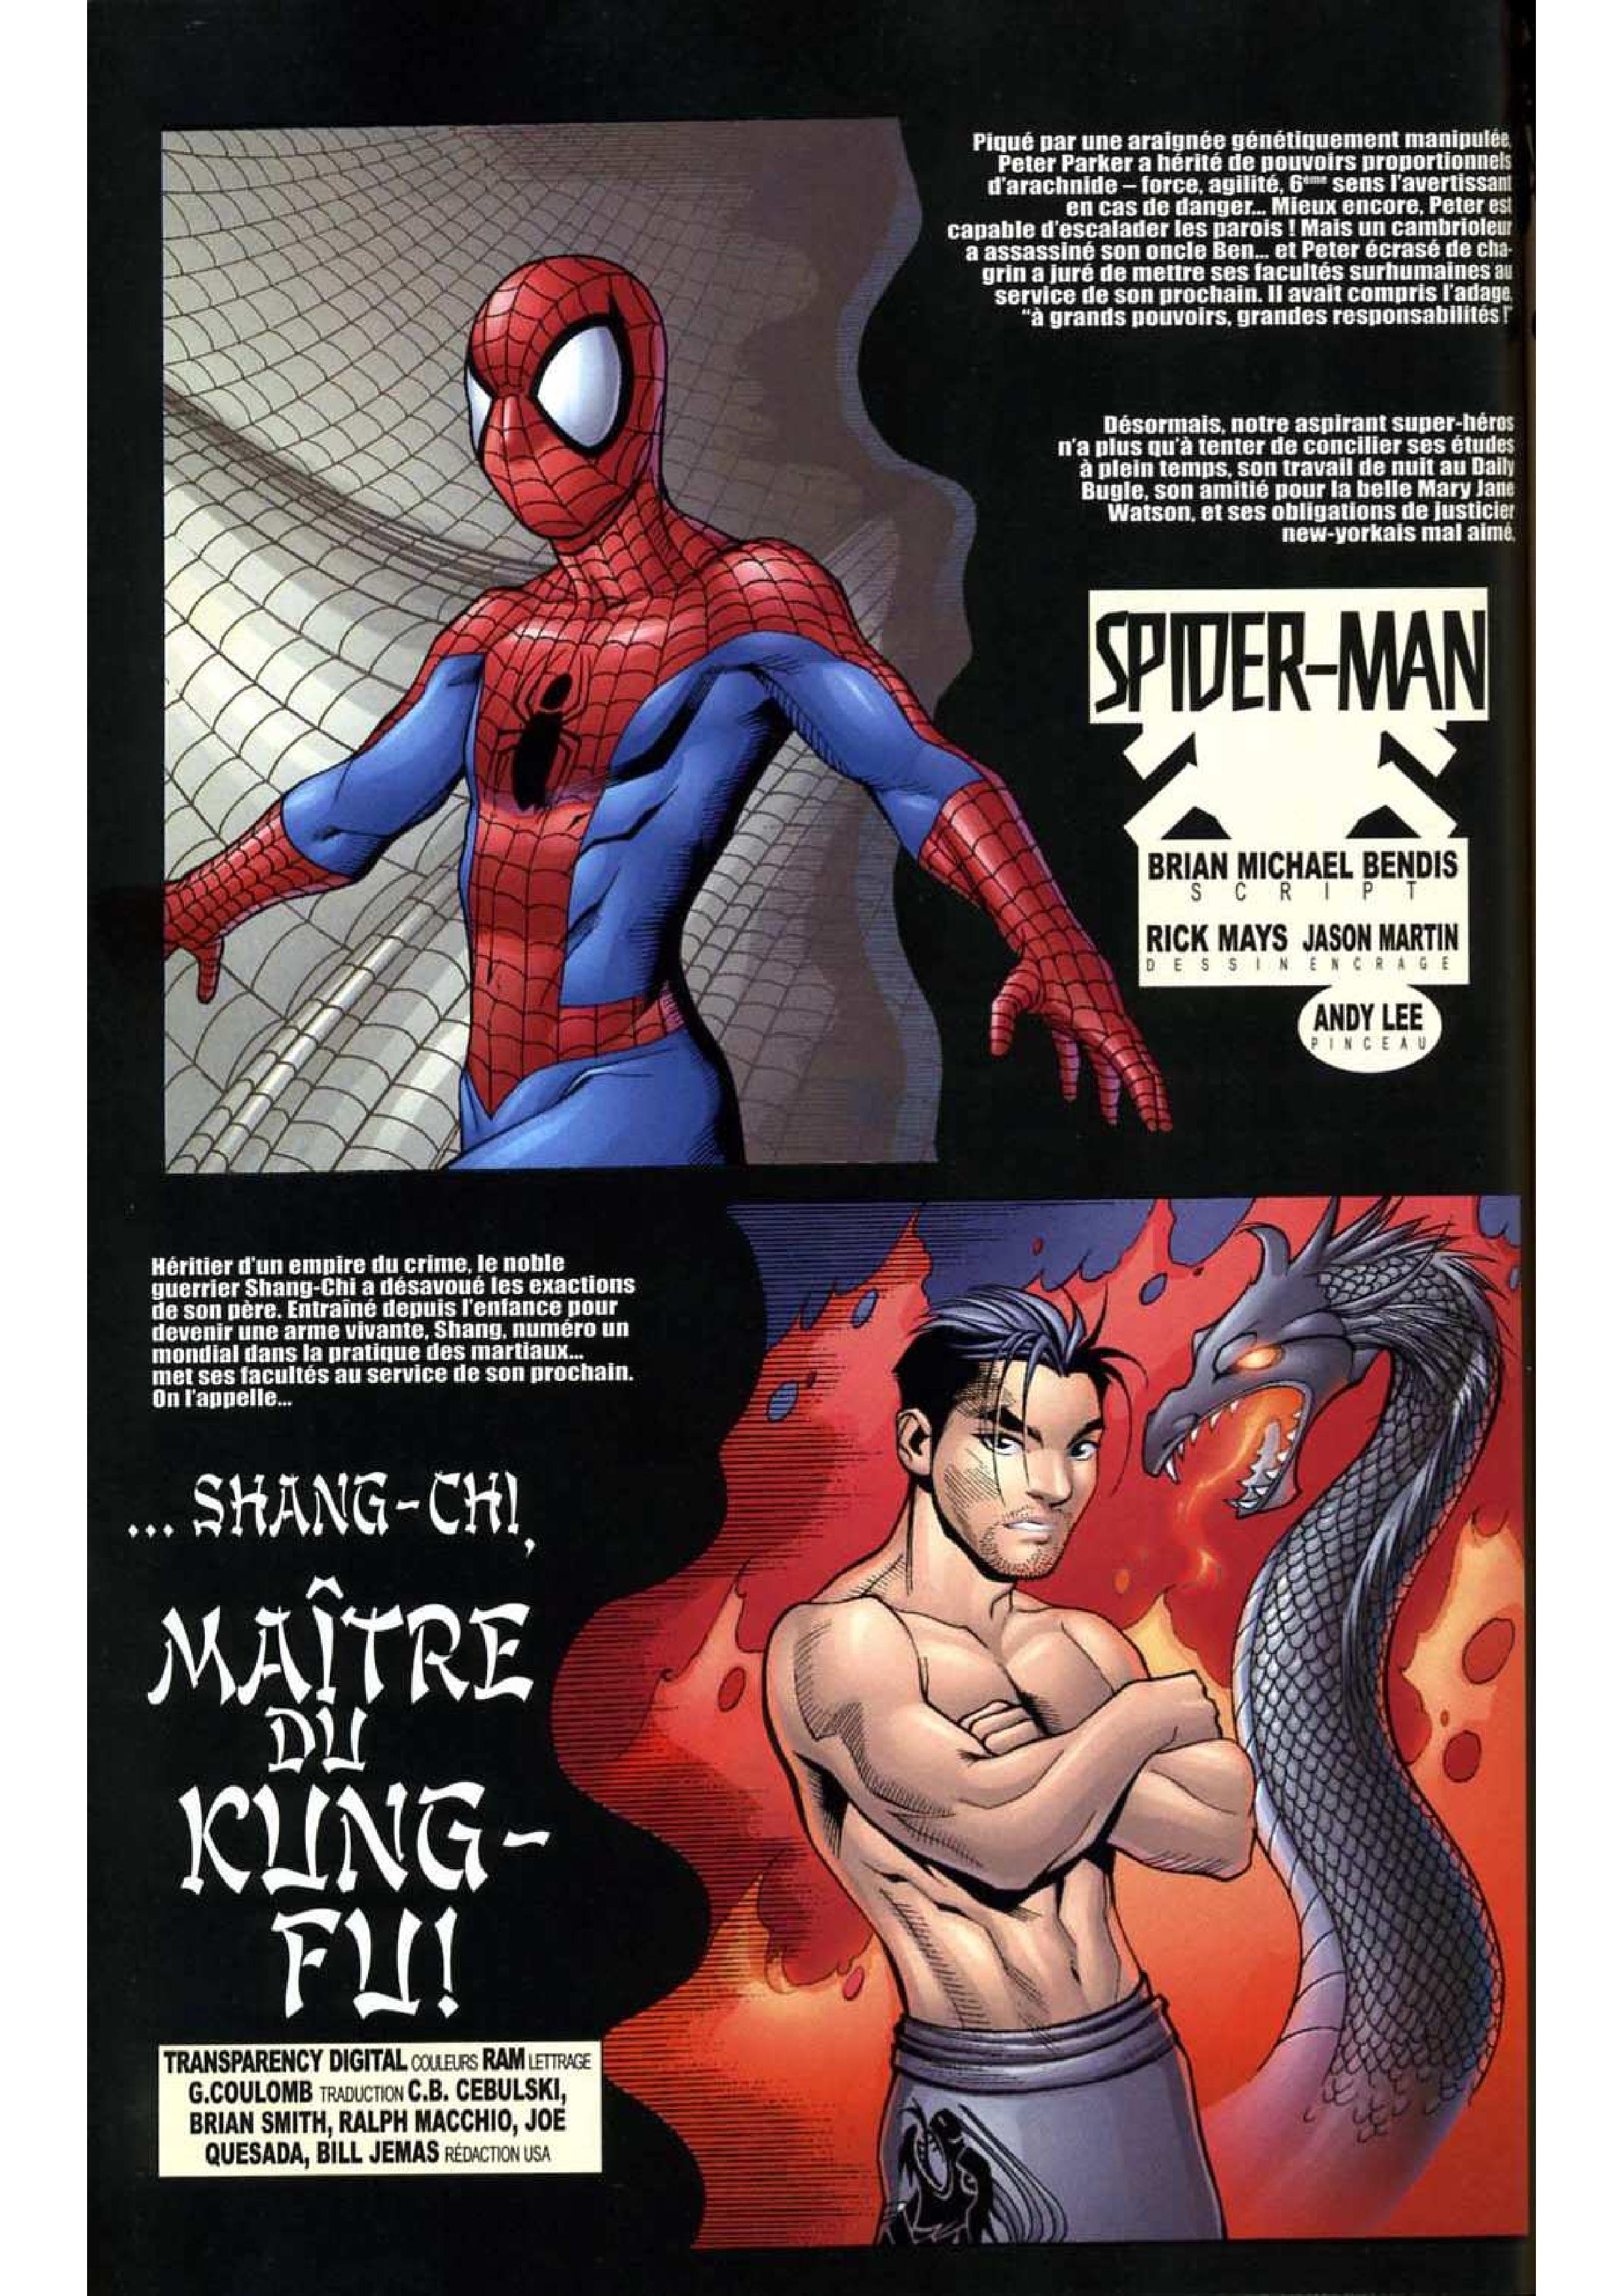 Piqué par une araignée génétiquement manipulée,
Peter Parker a hérité de pouvoirs proportionnels
d'arachnide – force, agilité, 6ème sens l'avertissant
en cas de danger... Mieux encore, Peter est
capable d'escalader les parois ! Mais un cambrioleur
a assassiné son oncle Ben... et Peter écrasé de cha-
grin a juré de mettre ses facultés surhumaines au
service de son prochain. Il avait compris l'adage,
"à grands pouvoirs, grandes responsabilités !"
Désormais, notre aspirant super-héros
n'a plus qu'à tenter de concilier ses études
à plein temps, son travail de nuit au Daily
Bugle, son amitié pour la belle Mary Jane
Watson, et ses obligations de justicier
new-yorkais mal aimé.
SPIDER-MAN
BRIAN MICHAEL BENDIS
SCRIPT
RICK MAYS JASON MARTIN
DESSIN ENCRAGE
ANDY LEE
PINCEAU
Héritier d'un empire du crime, le noble
guerrier Shang-Chi a désavoué les exactions
de son père. Entraîné depuis l'enfance pour
devenir une arme vivante, Shang, numéro un
mondial dans la pratique des martiaux...
met ses facultés au service de son prochain.
On l'appelle...
... SHANG-CHI,
MAÎTRE
DU
KUNG-
FU!
TRANSPARENCY DIGITAL COULEURS RAM LETTRAGE
G.COULOMB TRADUCTION C.B. CEBULSKI,
BRIAN SMITH, RALPH MACCHIO, JOE
QUESADA, BILL JEMAS RÉDACTION USA